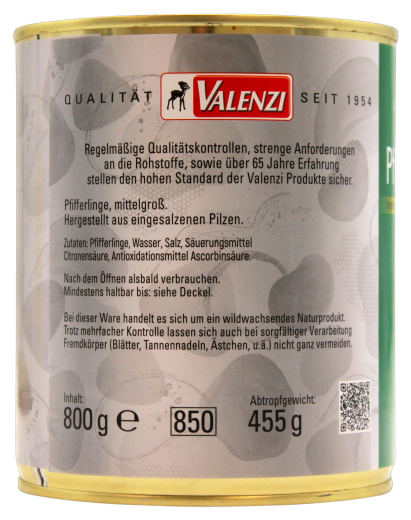 QUALITÄT VALENZI SEIT 1954
Regelmäßige Qualitätskontrollen, strenge Anforderungen
an die Rohstoffe, sowie über 65 Jahre Erfahrung
stellen den hohen Standard der Valenzi Produkte sicher.
Pfifferlinge, mittelgroß.
Hergestellt aus eingesalzenen Pilzen.
Zutaten: Pfifferlinge, Wasser, Salz, Säuerungsmittel
Citronensäure, Antioxidationsmittel Ascorbinsäure.
Nach dem Öffnen alsbald verbrauchen.
Mindestens haltbar bis: siehe Deckel.
Bei dieser Ware handelt es sich um ein wildwachsendes Naturprodukt.
Trotz mehrfacher Kontrolle lassen sich auch bei sorgfältiger Verarbeitung
Fremdkörper (Blätter, Tannennadeln, Ästchen, u.ä.) nicht ganz vermeiden.
Inhalt: Abtropfgewicht:
800 g e 850 455 g